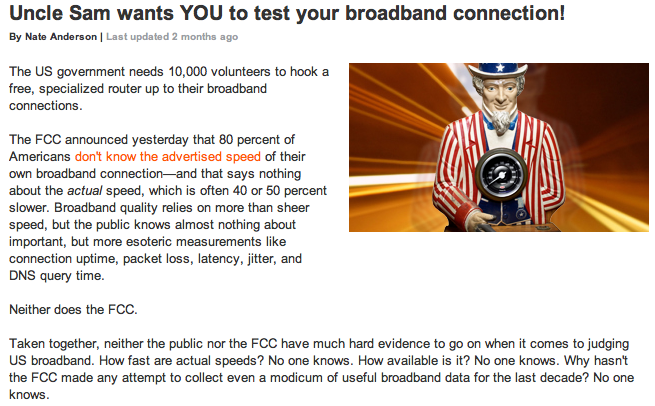 Uncle Sam wants YOU to test your broadband connection!
By Nate Anderson | Last updated 2 months ago
The US government needs 10,000 volunteers to hook a
free, specialized router up to their broadband
connections.
The FCC announced yesterday that 80 percent of
Americans don't know the advertised speed of their
own broadband connection—and that says nothing
about the actual speed, which is often 40 or 50 percent
slower. Broadband quality relies on more than sheer
speed, but the public knows almost nothing about
important, but more esoteric measurements like
connection uptime, packet loss, latency, jitter, and
DNS query time.
Neither does the FCC.
Taken together, neither the public nor the FCC have much hard evidence to go on when it comes to judging
US broadband. How fast are actual speeds? No one knows. How available is it? No one knows. Why hasn't
the FCC made any attempt to collect even a modicum of useful broadband data for the last decade? No one
knows.